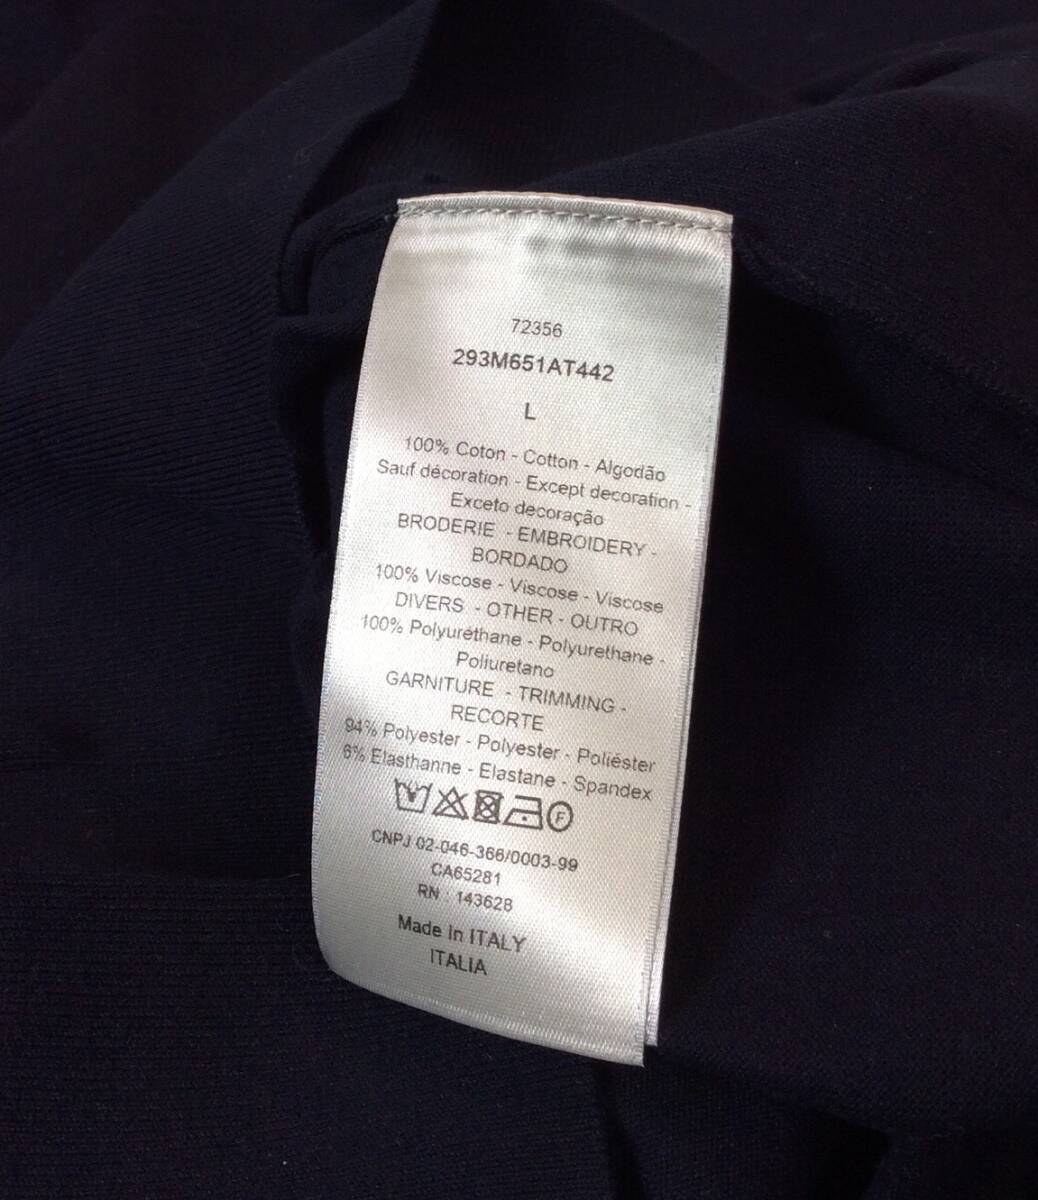 72356
293M651AT442
L
100% Coton - Cotton - Algodão
Sauf décoration - Except decoration -
Exceto decoração
BRODERIE - EMBROIDERY -
BORDADO
100% Viscose - Viscose - Viscose
DIVERS - OTHER - OUTRO
100% Polyuréthane - Polyurethane -
Poliuretano
GARNITURE - TRIMMING -
RECORTE
94% Polyester - Polyester - Poliéster
6% Elasthanne - Elastane - Spandex
F
CNPJ 02-046-366/0003-99
CA65281
RN : 143628
Made in ITALY
ITALIA